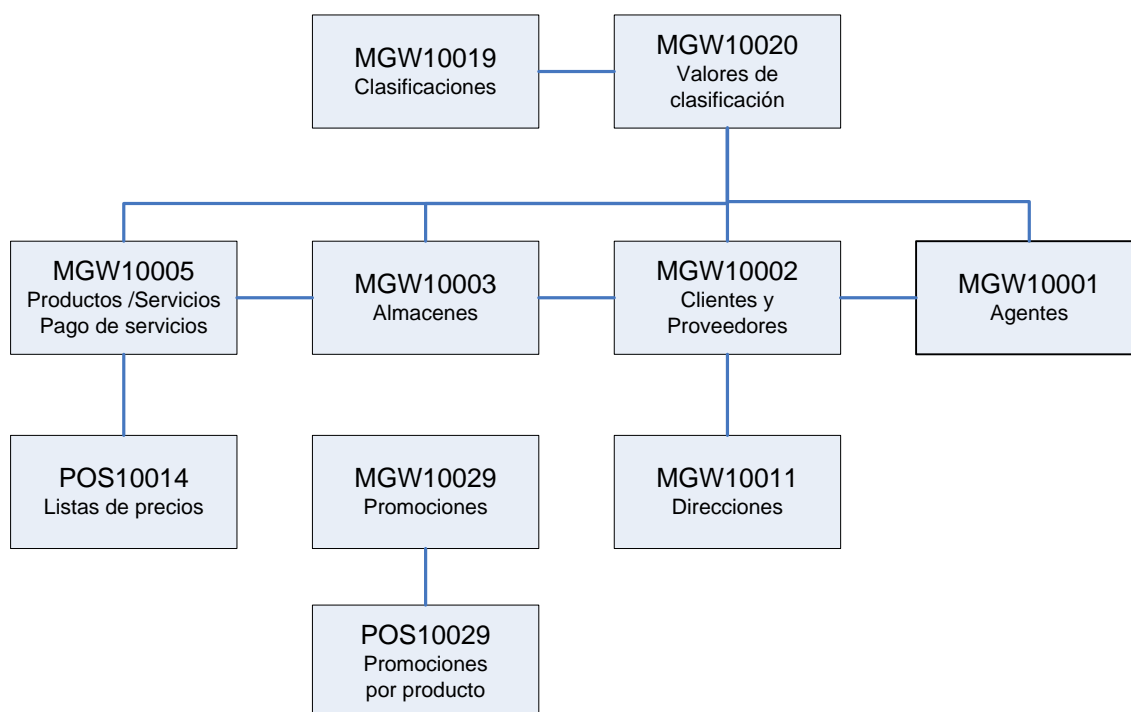 MGW10019
Clasificaciones
MGW10020
Valores de
clasificación
MGW10005
Productos /Servicios
Pago de servicios
MGW10003
Almacenes
MGW10002
Clientes y
Proveedores
MGW10001
Agentes
POS10014
Listas de precios
MGW10029
Promociones
MGW10011
Direcciones
POS10029
Promociones
por producto